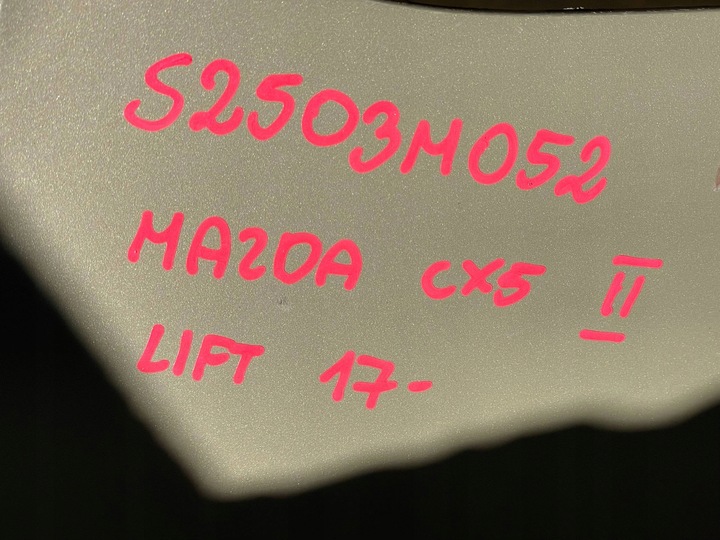 S2503M052
MAZDA CX5 II
LIFT 17-